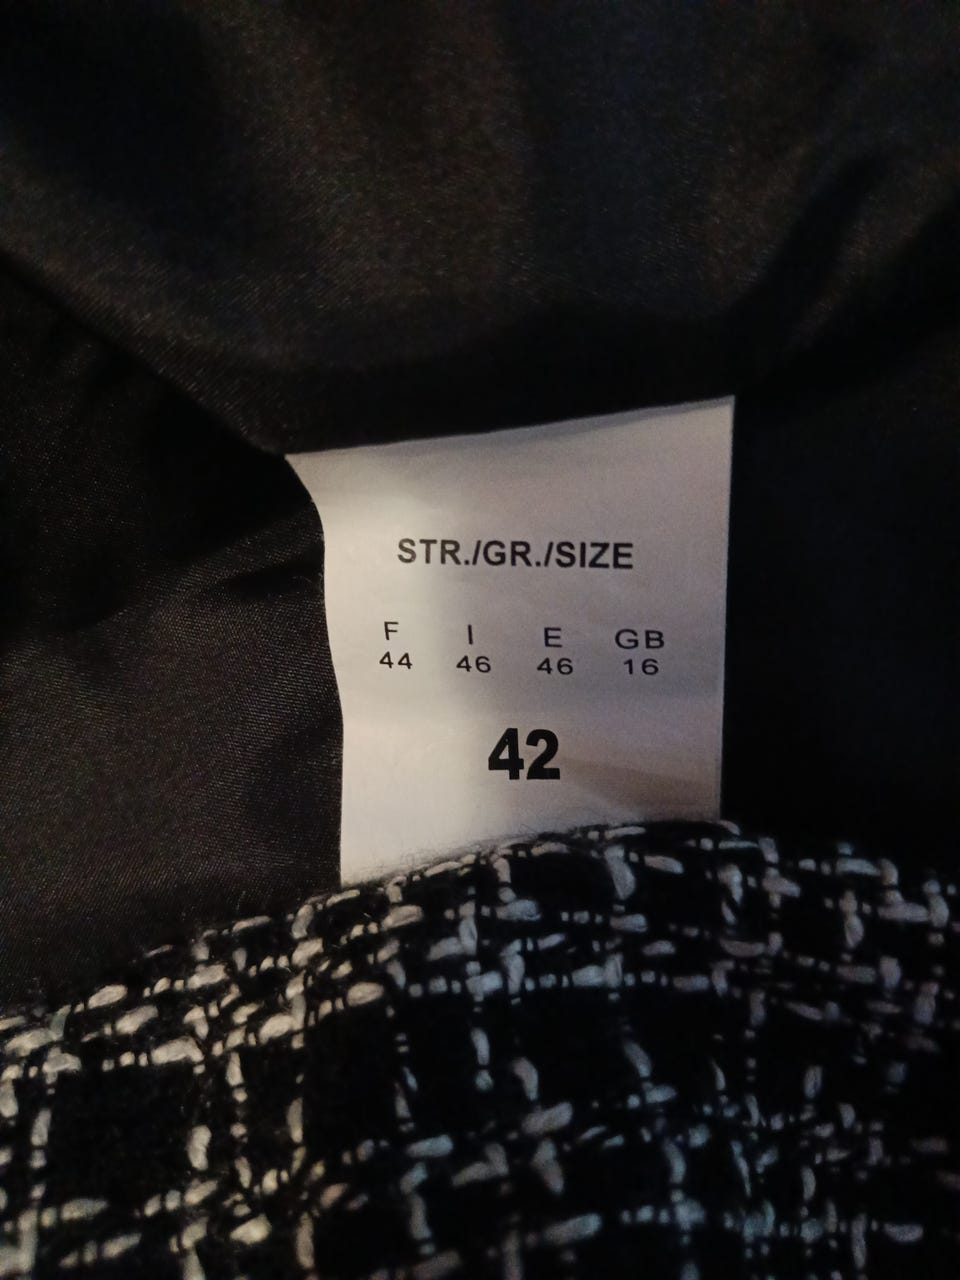 STR./GR./SIZE
F I E GB
44 46 46 16
42